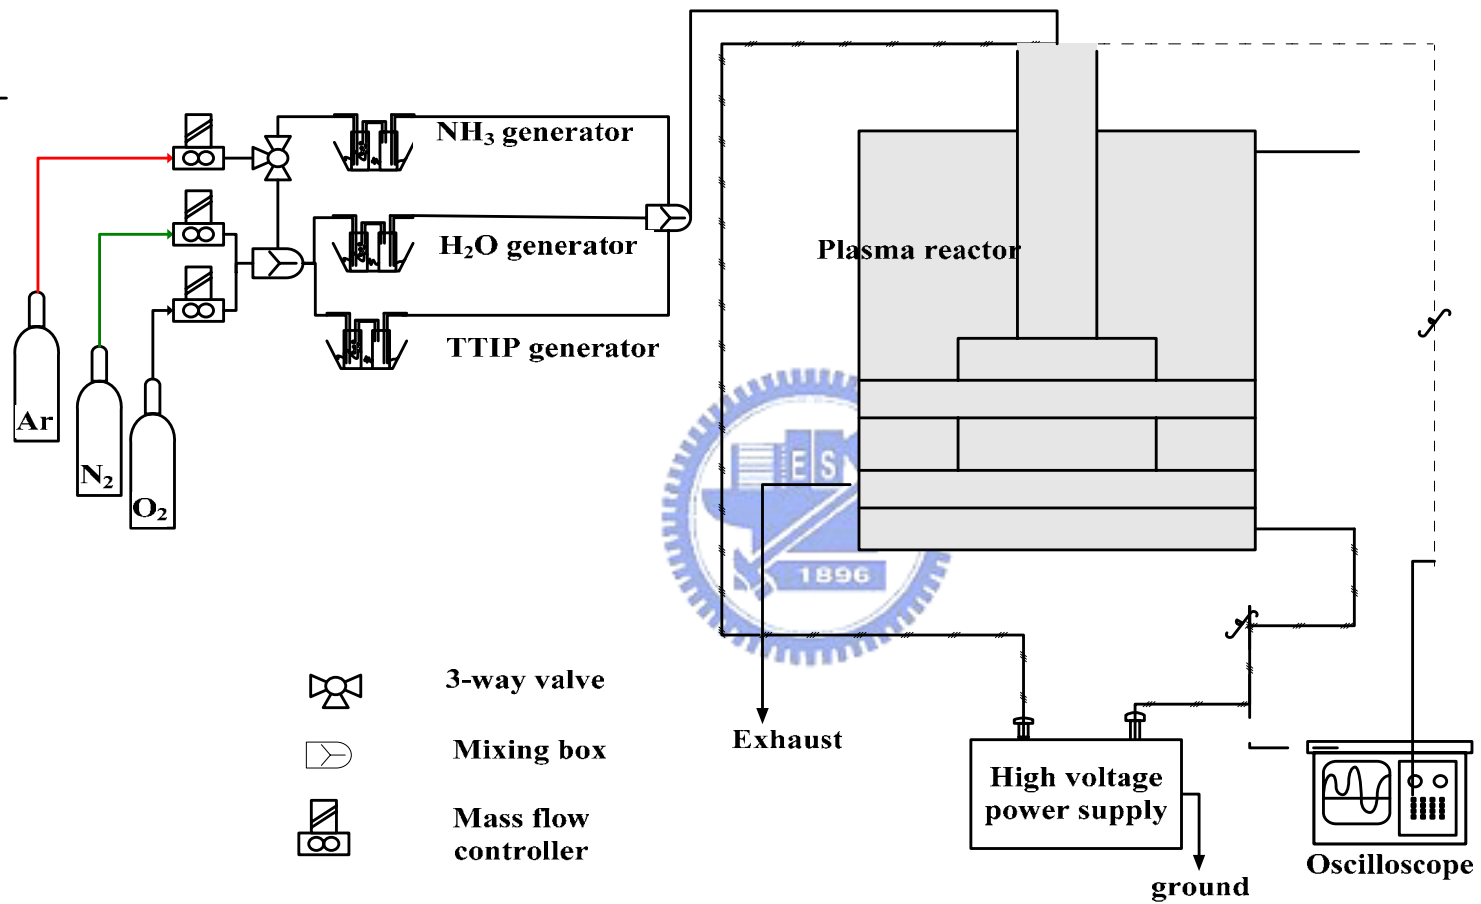 NH₃ generator
H₂O generator
Plasma reactor
TTIP generator
Ar
N₂
O₂
ES
1896
3-way valve
Mixing box
Mass flow
controller
Exhaust
High voltage
power supply
ground
Oscilloscope